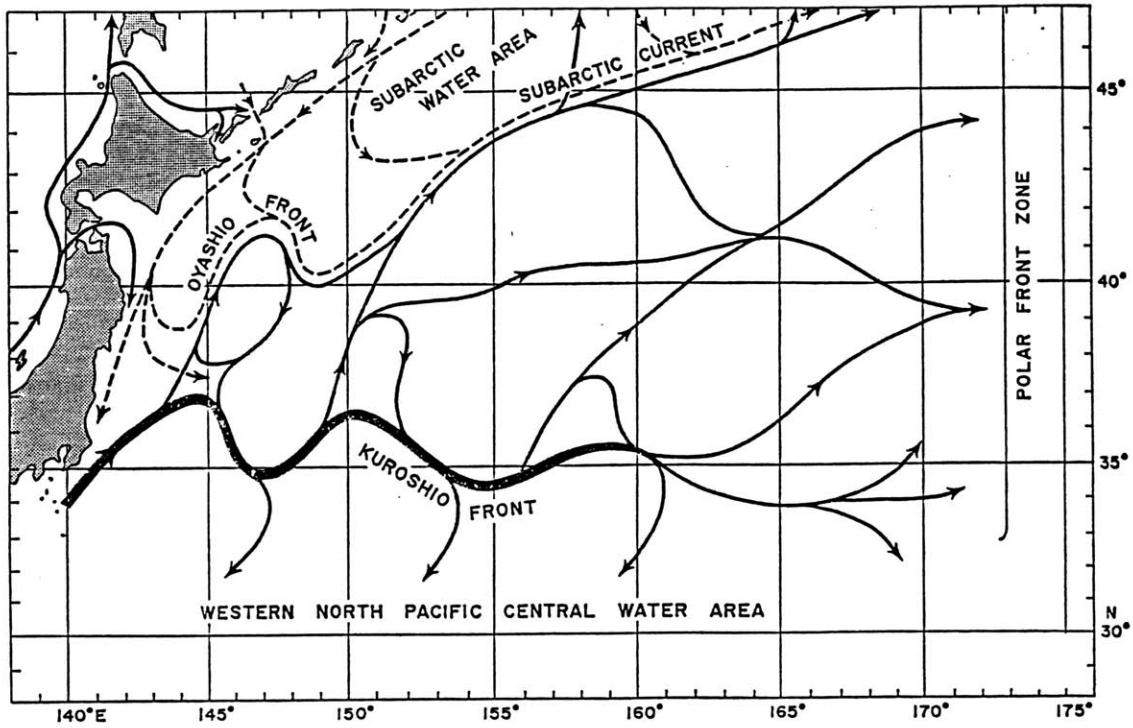 SUBARCTIC
WATER AREA
SUBARCTIC CURRENT
45°
OYASHIO
FRONT
40°
POLAR FRONT ZONE
KUROSHIO
FRONT
35°
WESTERN NORTH PACIFIC CENTRAL WATER AREA
N
30°
140°E 145° 150° 155° 160° 165° 170° 175°